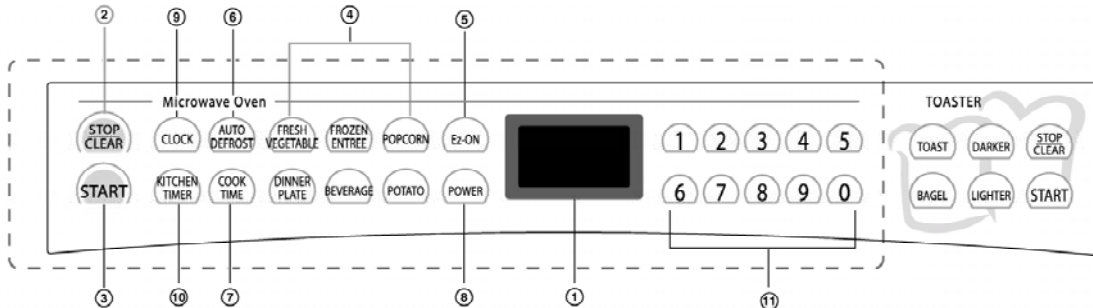 ② ⑨ ⑥ ④ ⑤
Microwave Oven
TOASTER
STOP
CLEAR
CLOCK
AUTO
DEFROST
FRESH
VEGETABLE
FROZEN
ENTREE
POPCORN
Ez-ON
1 2 3 4 5
TOAST
DARKER
STOP
CLEAR
START
KITCHEN
TIMER
COOK
TIME
DINNER
PLATE
BEVERAGE
POTATO
POWER
6 7 8 9 0
BAGEL
LIGHTER
START
③ ⑩ ⑦ ⑧ ① ⑪